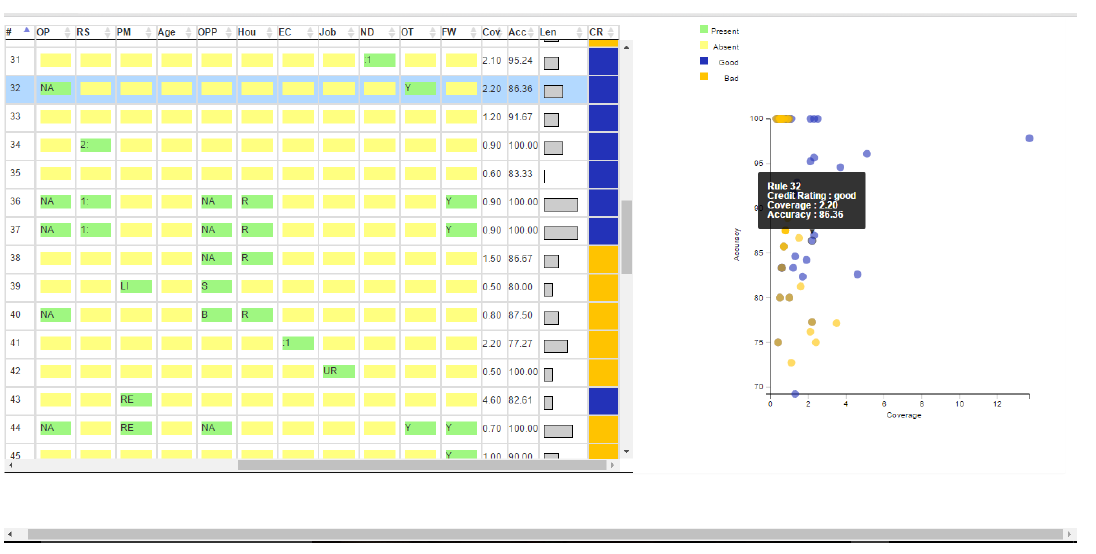 # OP RS PM Age OPP Hou EC Job ND OT FW Cov Acc Len CR
31 :1 2.10 95.24
32 NA Y 2.20 86.36
33 1.20 91.67
34 2: 0.90 100.00
35 0.60 83.33
36 NA 1: NA R Y 0.90 100.00
37 NA 1: NA R Y 0.90 100.00
38 NA R 1.50 86.67
39 LI S 0.50 80.00
40 NA B R 0.80 87.50
41 :1 2.20 77.27
42 UR 0.50 100.00
43 RE 4.60 82.61
44 NA RE NA Y Y 0.70 100.00
45 Y 1.00 90.00
Present
Absent
Good
Bad
100
95
90
85
80
75
70
Accuracy
Rule 32
Credit Rating : good
Coverage : 2.20
Accuracy : 86.36
0 2 4 6 8 10 12
Coverage